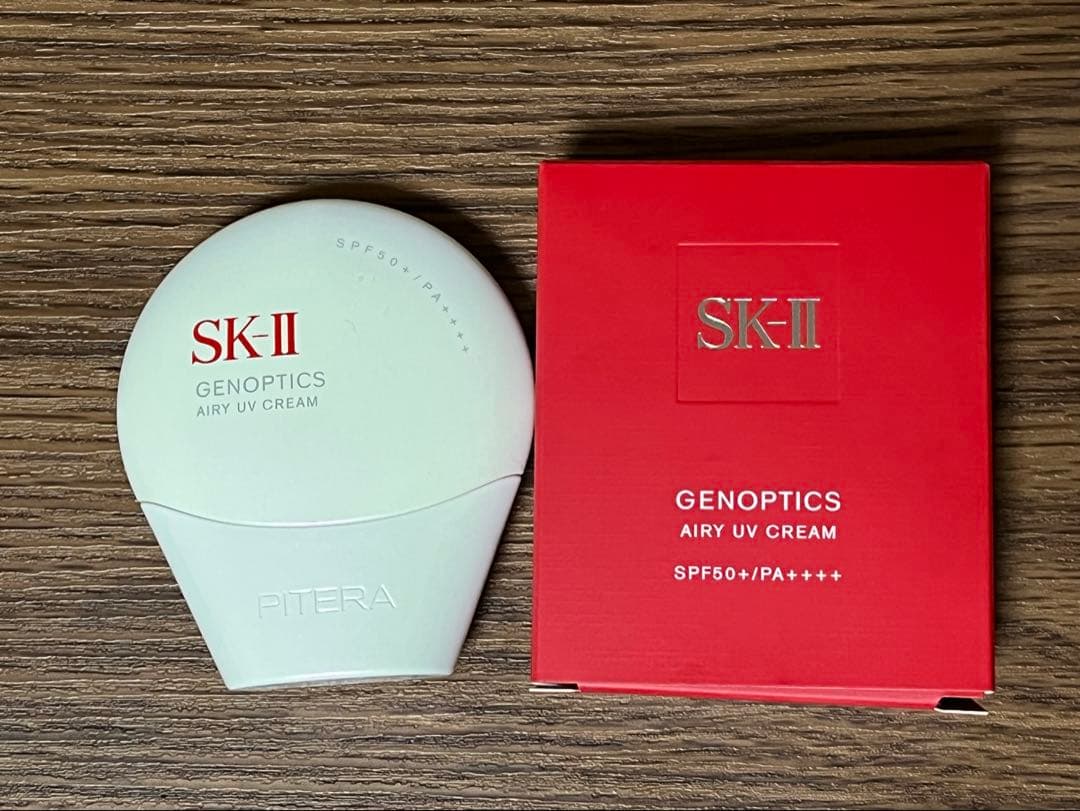 SPF50+/PA++++
SK-II
GENOPTICS
AIRY UV CREAM
PITERA
SK-II
GENOPTICS
AIRY UV CREAM
SPF50+/PA++++